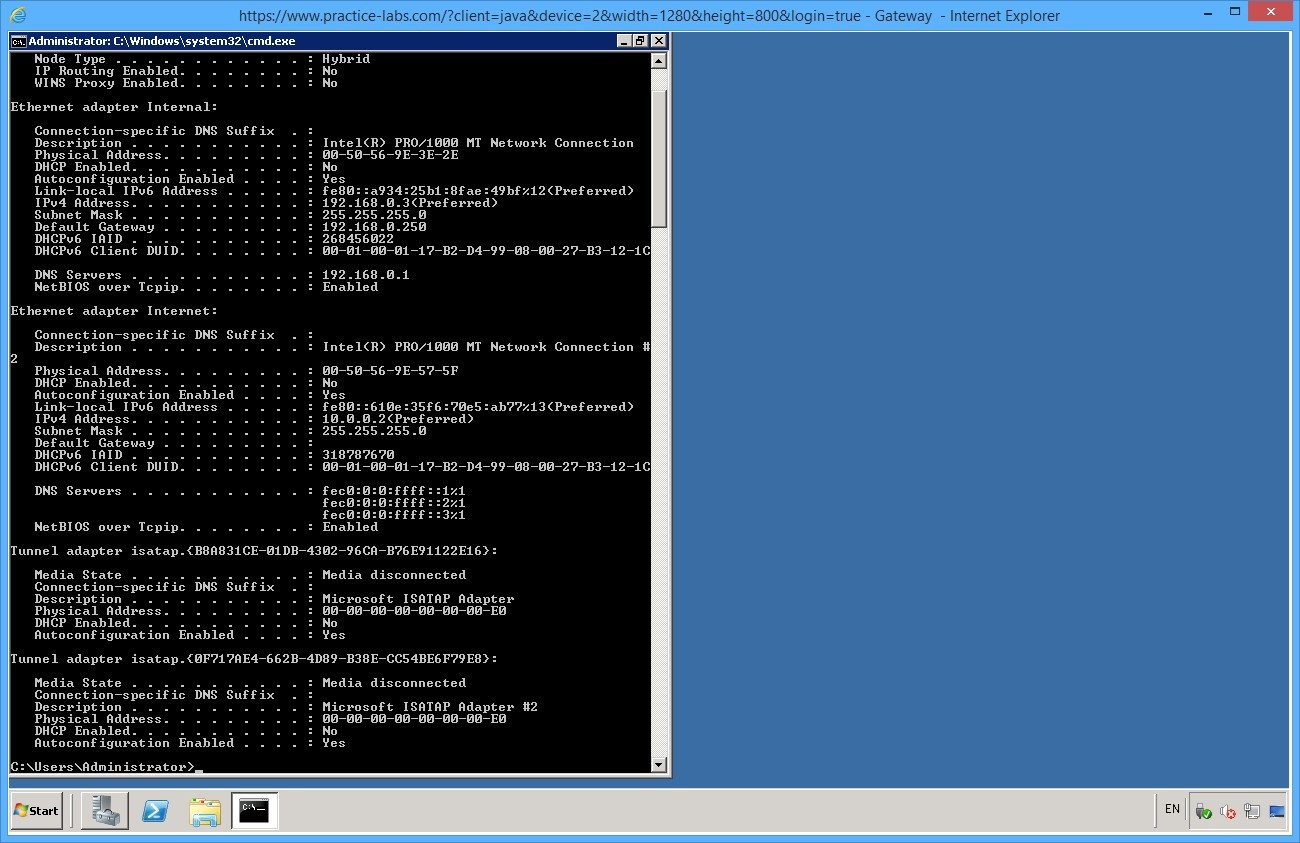 https://www.practice-labs.com/?client=java&device=2&width=1280&height=800&login=true - Gateway - Internet Explorer
Administrator: C:\Windows\system32\cmd.exe
Node Type . . . . . . . . . . . . : Hybrid
IP Routing Enabled. . . . . . . . : No
WINS Proxy Enabled. . . . . . . . : No
Ethernet adapter Internal:
Connection-specific DNS Suffix  . :
Description . . . . . . . . . . . : Intel(R) PRO/1000 MT Network Connection
Physical Address. . . . . . . . . : 00-50-56-9E-3E-2E
DHCP Enabled. . . . . . . . . . . : No
Autoconfiguration Enabled . . . . : Yes
Link-local IPv6 Address . . . . . : fe80::a934:25b1:8fae:49bf%12(Preferred)
IPv4 Address. . . . . . . . . . . : 192.168.0.3(Preferred)
Subnet Mask . . . . . . . . . . . : 255.255.255.0
Default Gateway . . . . . . . . . : 192.168.0.250
DHCPv6 IAID . . . . . . . . . . . : 268456022
DHCPv6 Client DUID. . . . . . . . : 00-01-00-01-17-B2-D4-99-08-00-27-B3-12-1C
DNS Servers . . . . . . . . . . . : 192.168.0.1
NetBIOS over Tcpip. . . . . . . . : Enabled
Ethernet adapter Internet:
Connection-specific DNS Suffix  . :
Description . . . . . . . . . . . : Intel(R) PRO/1000 MT Network Connection #
2
Physical Address. . . . . . . . . : 00-50-56-9E-57-5F
DHCP Enabled. . . . . . . . . . . : No
Autoconfiguration Enabled . . . . : Yes
Link-local IPv6 Address . . . . . : fe80::610e:35f6:70e5:ab77%13(Preferred)
IPv4 Address. . . . . . . . . . . : 10.0.0.2(Preferred)
Subnet Mask . . . . . . . . . . . : 255.255.255.0
Default Gateway . . . . . . . . . :
DHCPv6 IAID . . . . . . . . . . . : 318787670
DHCPv6 Client DUID. . . . . . . . : 00-01-00-01-17-B2-D4-99-08-00-27-B3-12-1C
DNS Servers . . . . . . . . . . . : fec0:0:0:ffff::1%1
fec0:0:0:ffff::2%1
fec0:0:0:ffff::3%1
NetBIOS over Tcpip. . . . . . . . : Enabled
Tunnel adapter isatap.{B8A831CE-01DB-4302-96CA-B76E91122E16}:
Media State . . . . . . . . . . . : Media disconnected
Connection-specific DNS Suffix  . :
Description . . . . . . . . . . . : Microsoft ISATAP Adapter
Physical Address. . . . . . . . . : 00-00-00-00-00-00-00-E0
DHCP Enabled. . . . . . . . . . . : No
Autoconfiguration Enabled . . . . : Yes
Tunnel adapter isatap.{0F717AE4-662B-4D89-B38E-CC54BE6F79E8}:
Media State . . . . . . . . . . . : Media disconnected
Connection-specific DNS Suffix  . :
Description . . . . . . . . . . . : Microsoft ISATAP Adapter #2
Physical Address. . . . . . . . . : 00-00-00-00-00-00-00-E0
DHCP Enabled. . . . . . . . . . . : No
Autoconfiguration Enabled . . . . : Yes
C:\Users\Administrator>_
Start
EN